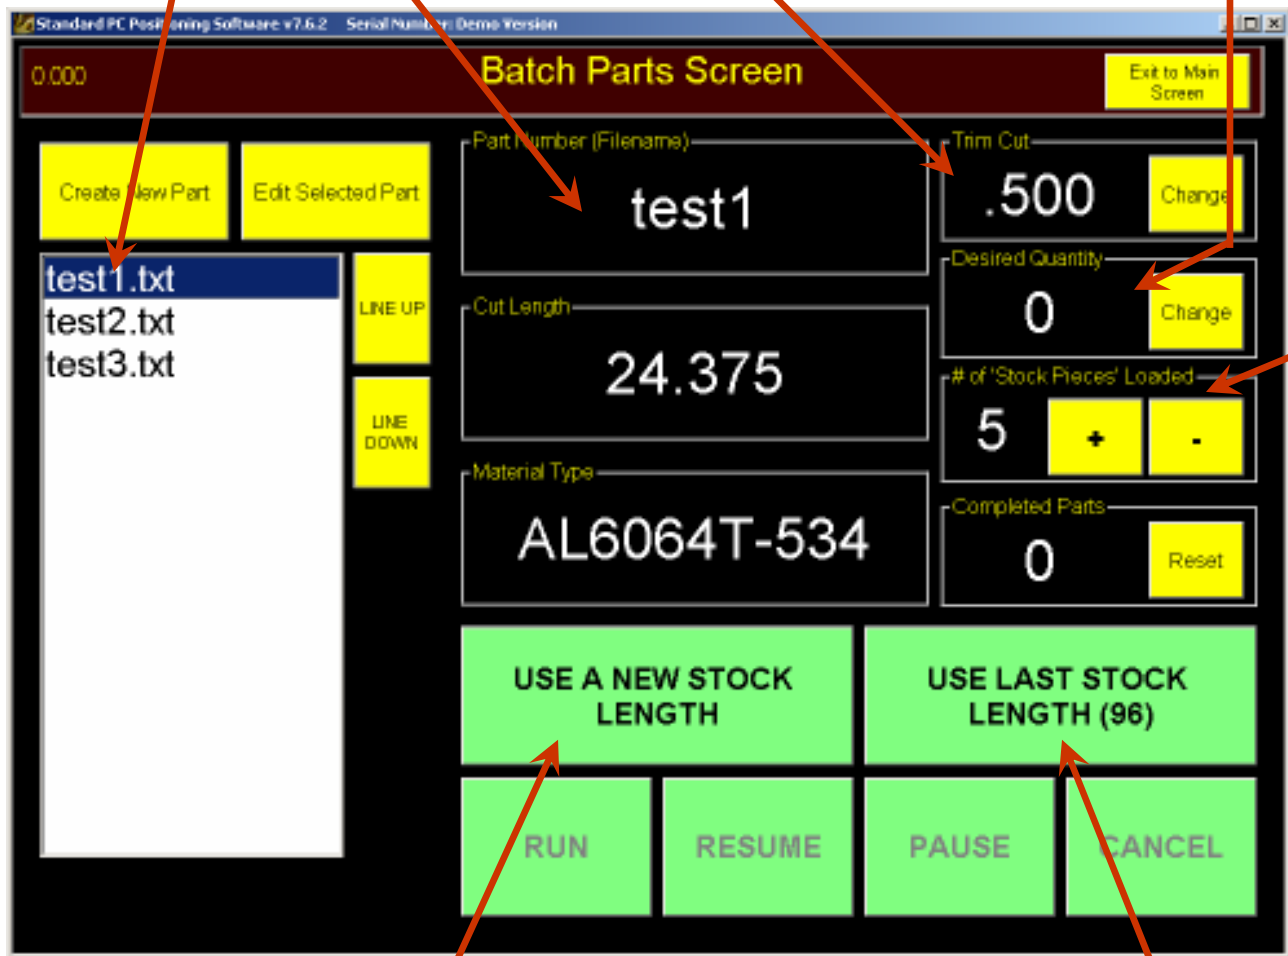 Standard PC Positioning Software v7.6.2 Serial Number: Demo Version
0.000
Batch Parts Screen
Exit to Main
Screen
Create New Part
Edit Selected Part
test1.txt
test2.txt
test3.txt
LINE UP
LINE
DOWN
Part Number (Filename)
test1
Cut Length
24.375
Material Type
AL6064T-534
Trim Cut
.500
Change
Desired Quantity
0
Change
# of 'Stock Pieces' Loaded
5
+
-
Completed Parts
0
Reset
USE A NEW STOCK
LENGTH
USE LAST STOCK
LENGTH (96)
RUN
RESUME
PAUSE
CANCEL